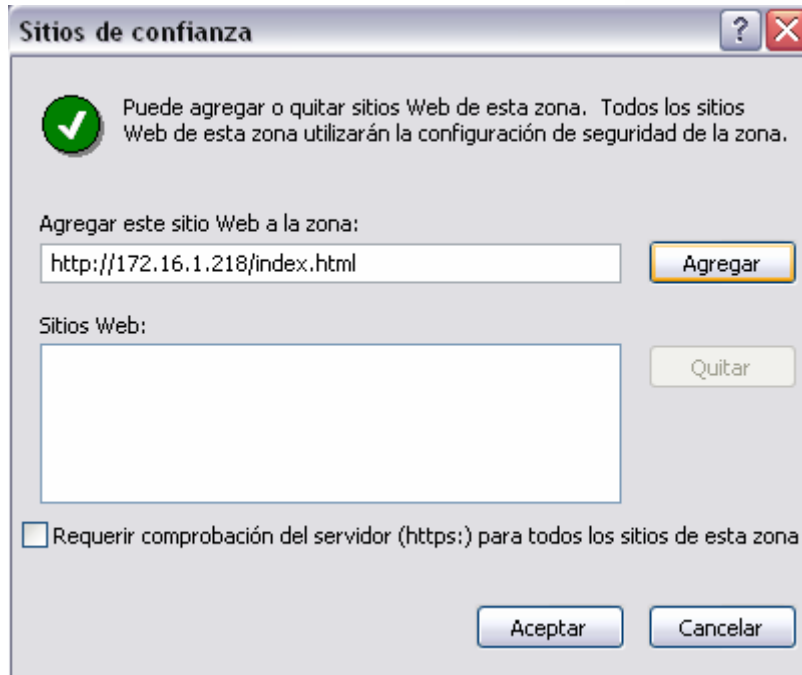 Sitios de confianza
Puede agregar o quitar sitios Web de esta zona. Todos los sitios
Web de esta zona utilizarán la configuración de seguridad de la zona.
Agregar este sitio Web a la zona:
http://172.16.1.218/index.html
Agregar
Sitios Web:
Quitar
Requerir comprobación del servidor (https:) para todos los sitios de esta zona
Aceptar
Cancelar